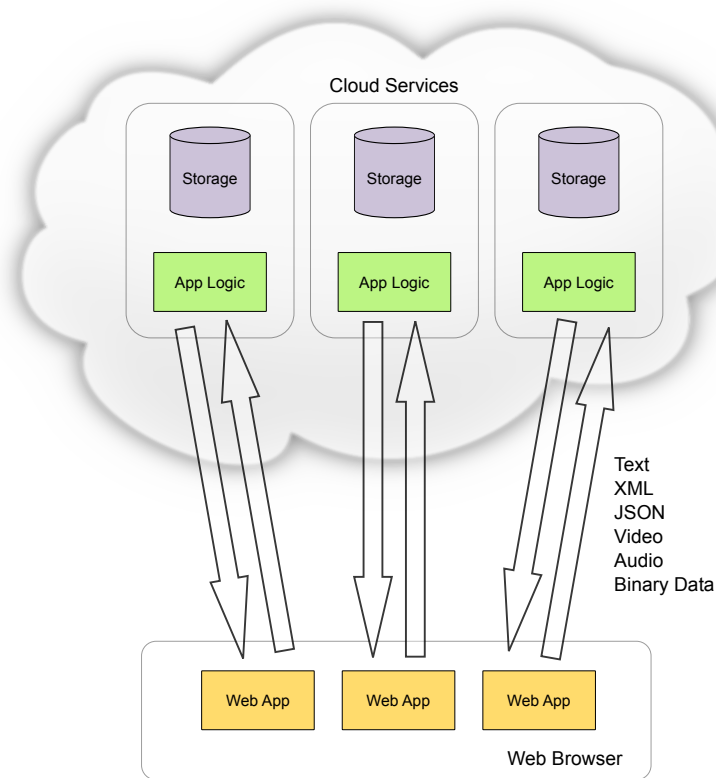 Cloud Services
Storage
Storage
Storage
App Logic
App Logic
App Logic
Text
XML
JSON
Video
Audio
Binary Data
Web App
Web App
Web App
Web Browser